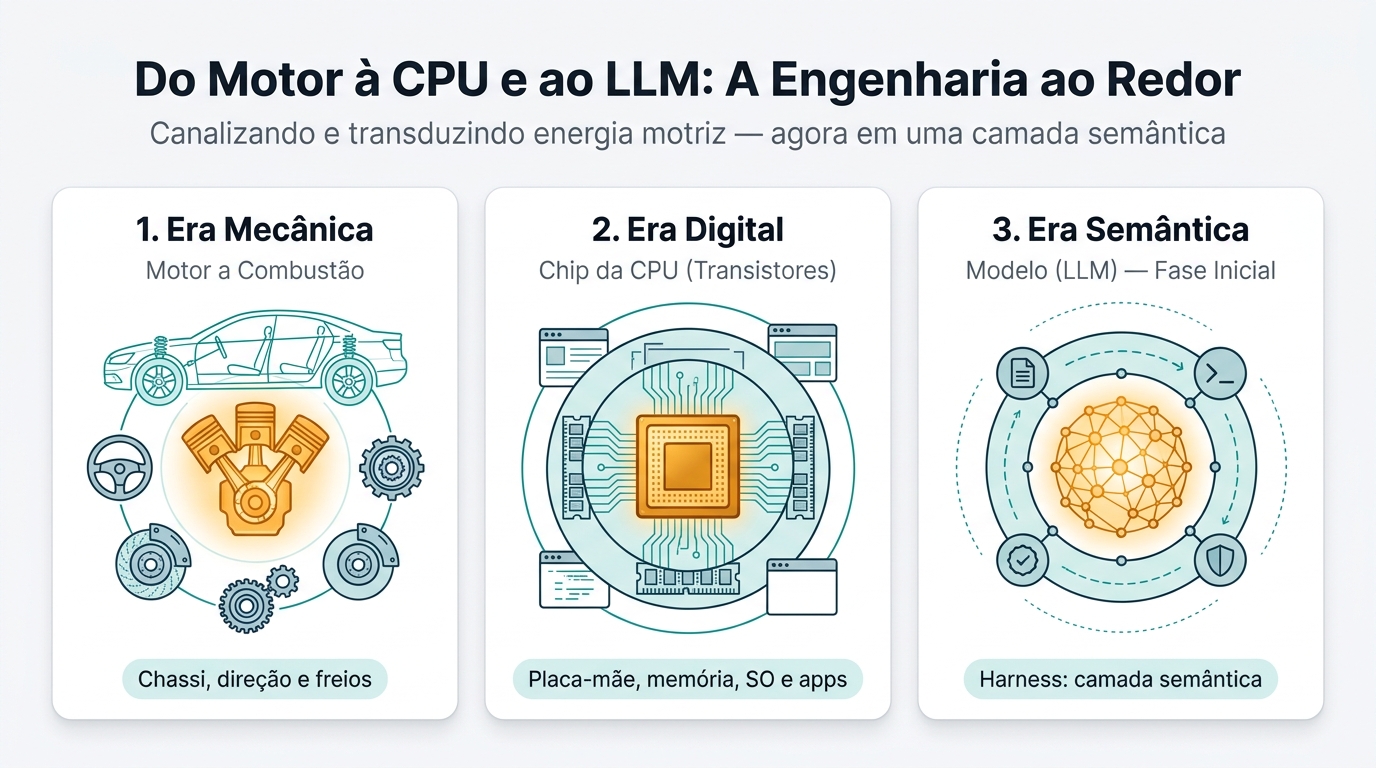 Do Motor à CPU e ao LLM: A Engenharia ao Redor
Canalizando e transduzindo energia motriz — agora em uma camada semântica
1. Era Mecânica
Motor a Combustão
Chassi, direção e freios
2. Era Digital
Chip da CPU (Transistores)
Placa-mãe, memória, SO e apps
3. Era Semântica
Modelo (LLM) — Fase Inicial
Harness: camada semântica